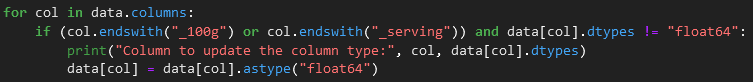 for col in data.columns:
    if (col.endswith("_100g") or col.endswith("_serving")) and data[col].dtypes != "float64":
        print("Column to update the column type:", col, data[col].dtypes)
        data[col] = data[col].astype("float64")